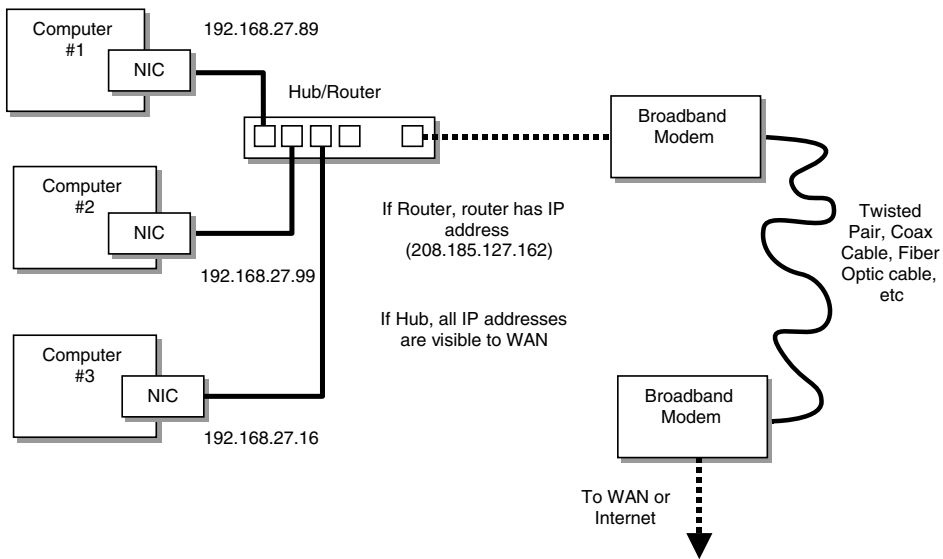 Computer
#1
NIC
192.168.27.89
Hub/Router
Broadband
Modem
Computer
#2
NIC
192.168.27.99
If Router, router has IP
address
(208.185.127.162)
If Hub, all IP addresses
are visible to WAN
Twisted
Pair, Coax
Cable, Fiber
Optic cable,
etc
Computer
#3
NIC
192.168.27.16
Broadband
Modem
To WAN or
Internet